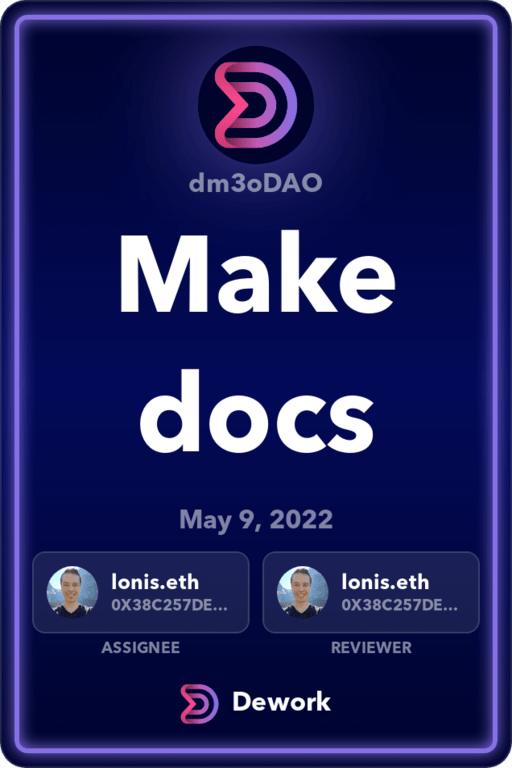 dm3oDAO
Make
docs
May 9, 2022
lonis.eth
0X38C257DE...
ASSIGNEE
lonis.eth
0X38C257DE...
REVIEWER
Dework